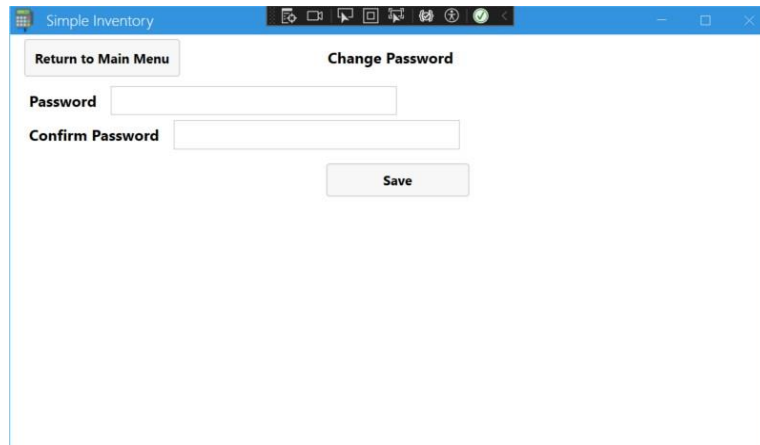 Simple Inventory
Return to Main Menu
Change Password
Password
Confirm Password
Save